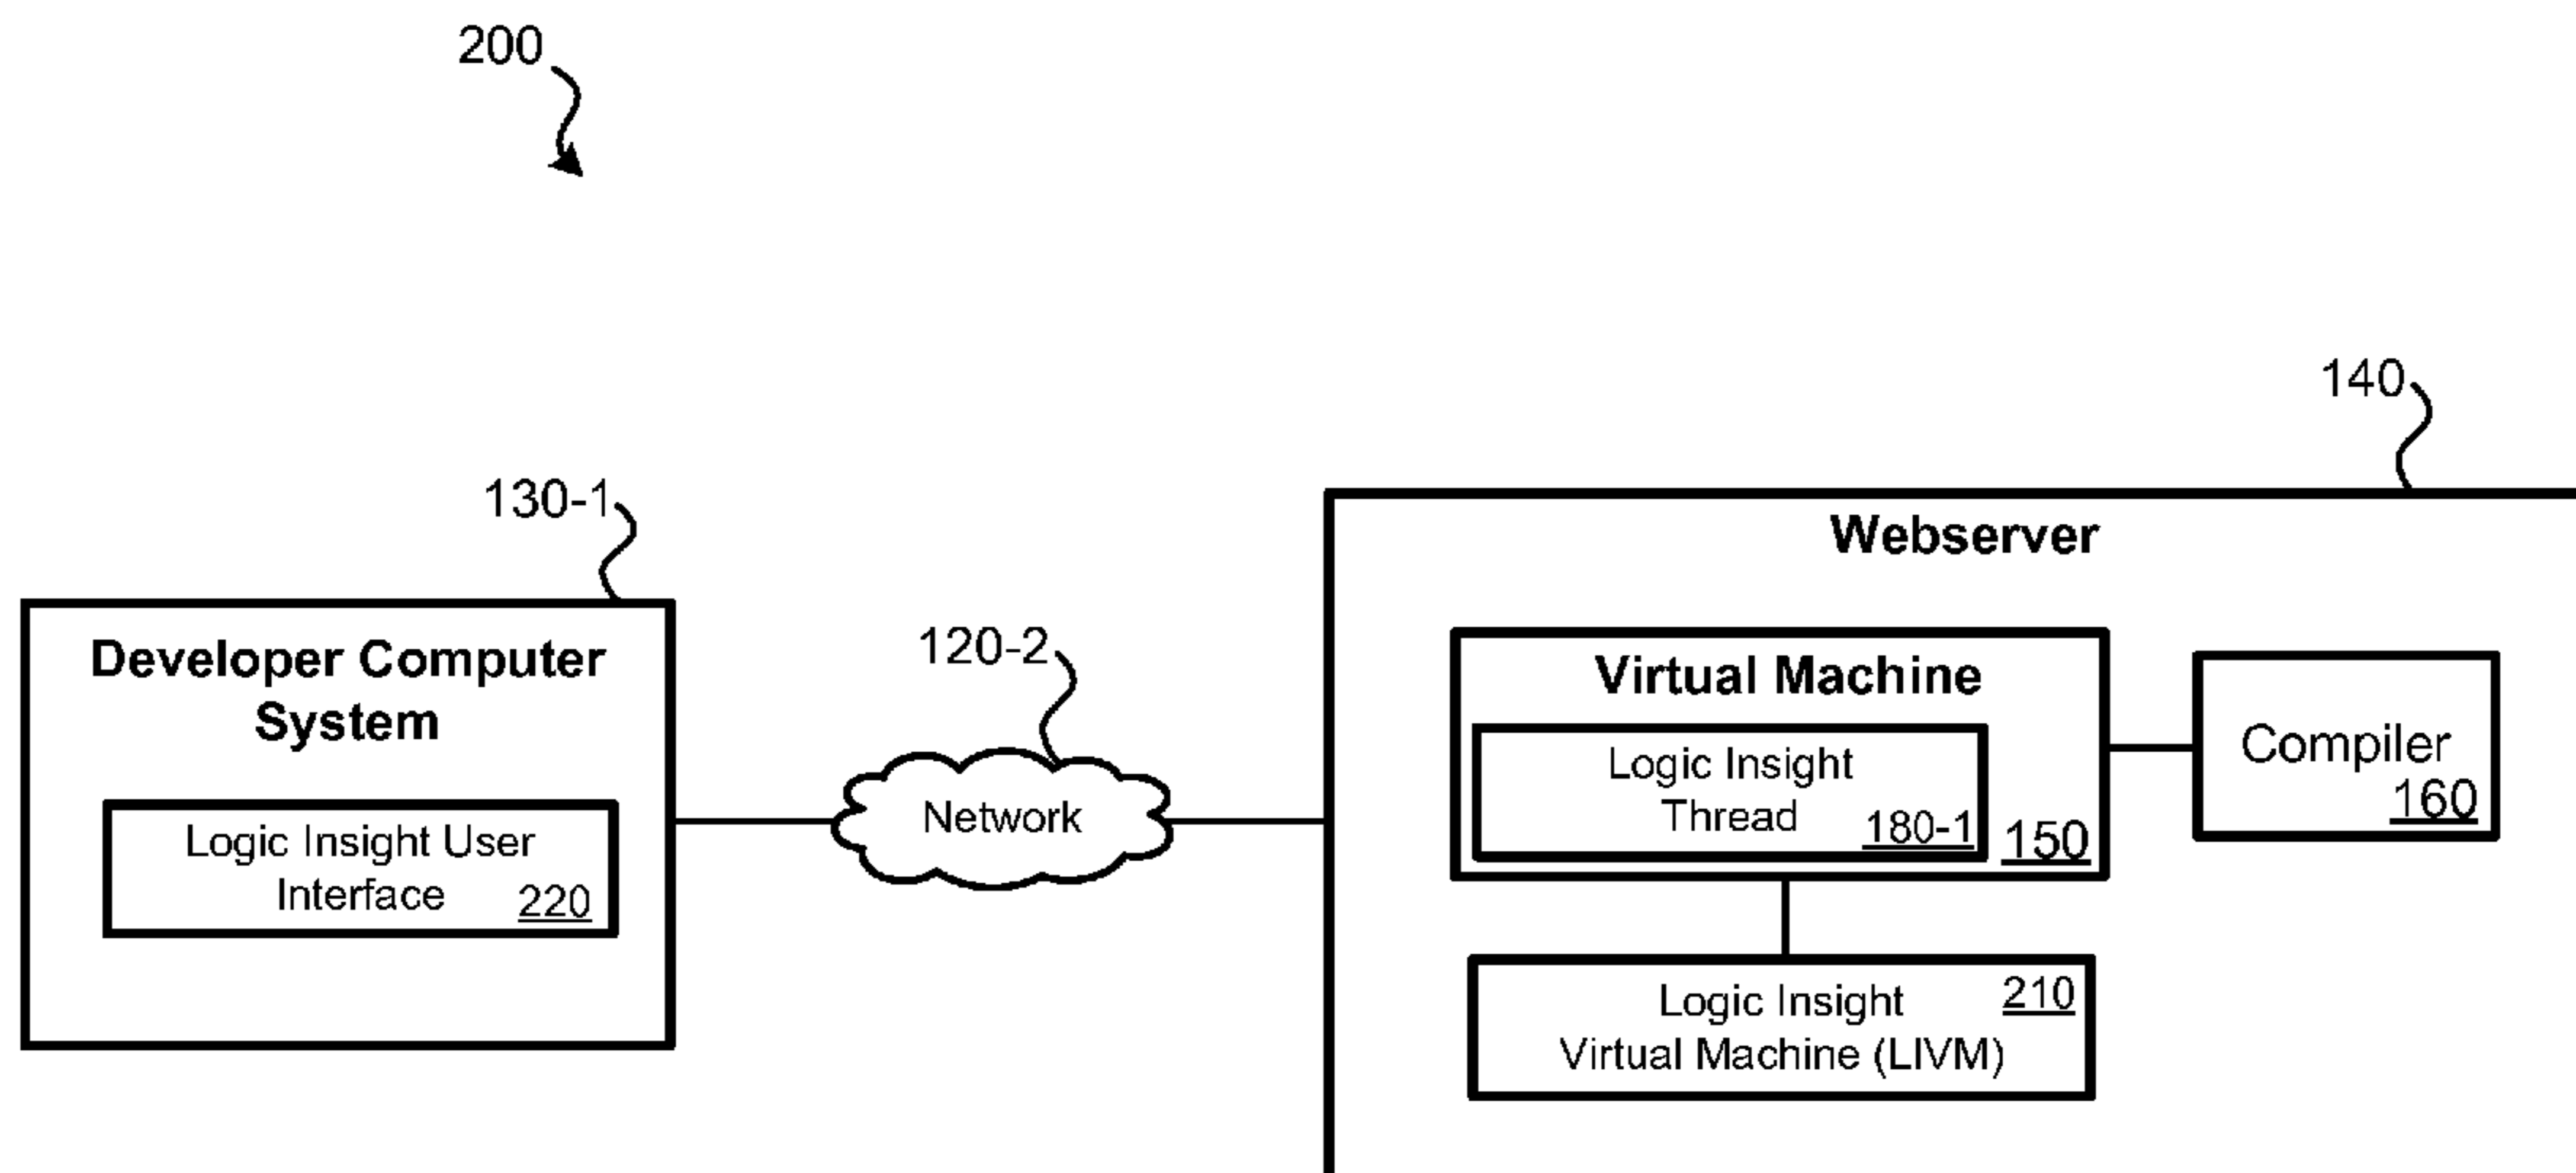 200
140
130-1
Webserver
Developer Computer
System
120-2
Virtual Machine
Logic Insight
Thread
180-1
150
Compiler
160
Network
Logic Insight User
Interface
220
Logic Insight
210
Virtual Machine (LIVM)